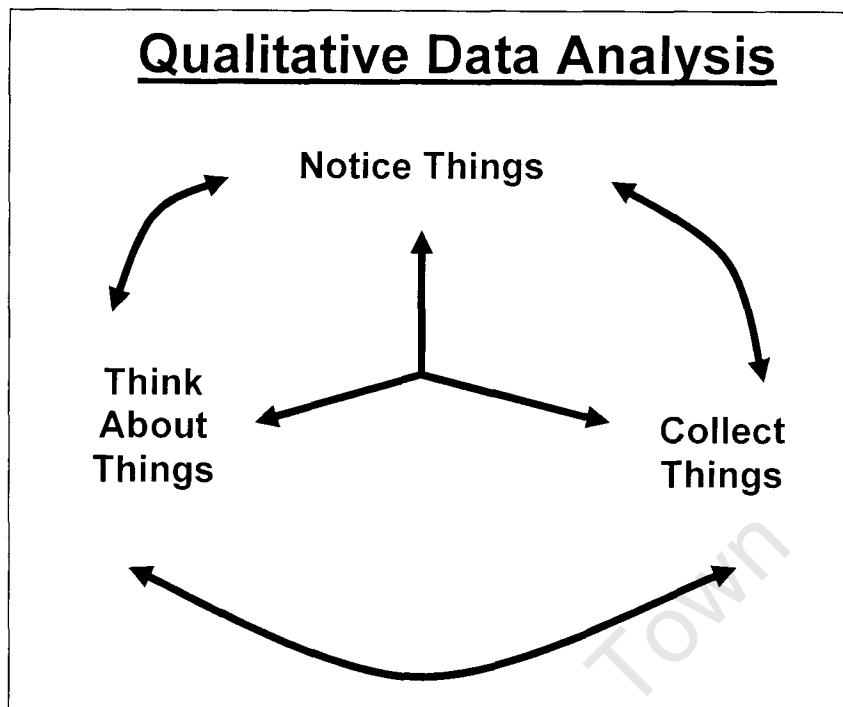 Qualitative Data Analysis
Notice Things
Think
About
Things
Collect
Things
Town